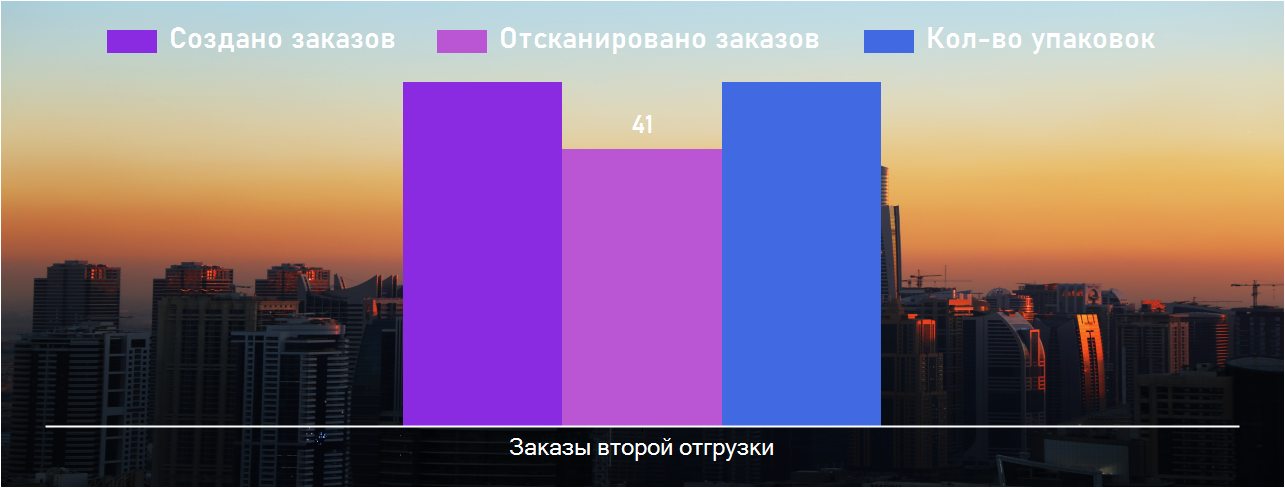 Создано заказов Отсканировано заказов Кол-во упаковок
41
Заказы второй отгрузки